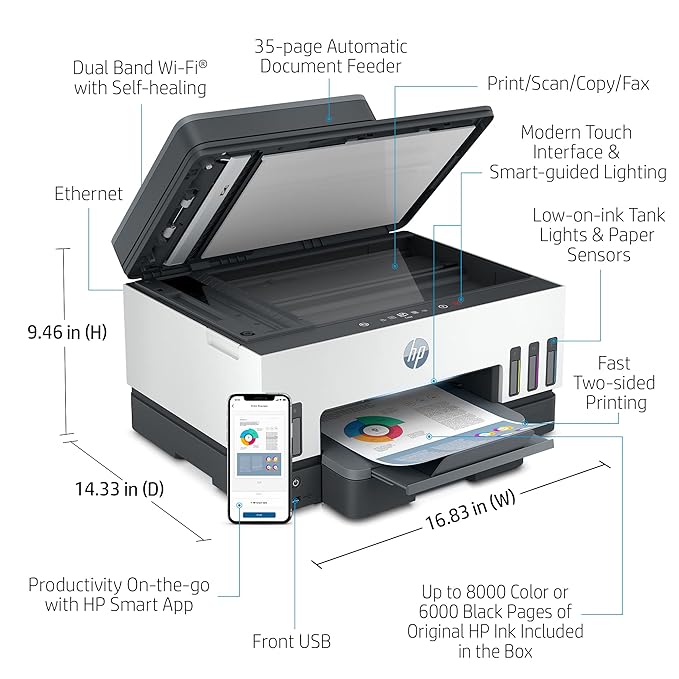 35-page Automatic
Document Feeder
Dual Band Wi-Fi®
with Self-healing
Print/Scan/Copy/Fax
Modern Touch
Interface &
Smart-guided Lighting
Ethernet
Low-on-ink Tank
Lights & Paper
Sensors
9.46 in (H)
hp
Fast
Two-sided
Printing
14.33 in (D)
16.83 in (W)
Productivity On-the-go
with HP Smart App
Front USB
Up to 8000 Color or
6000 Black Pages of
Original HP Ink Included
in the Box